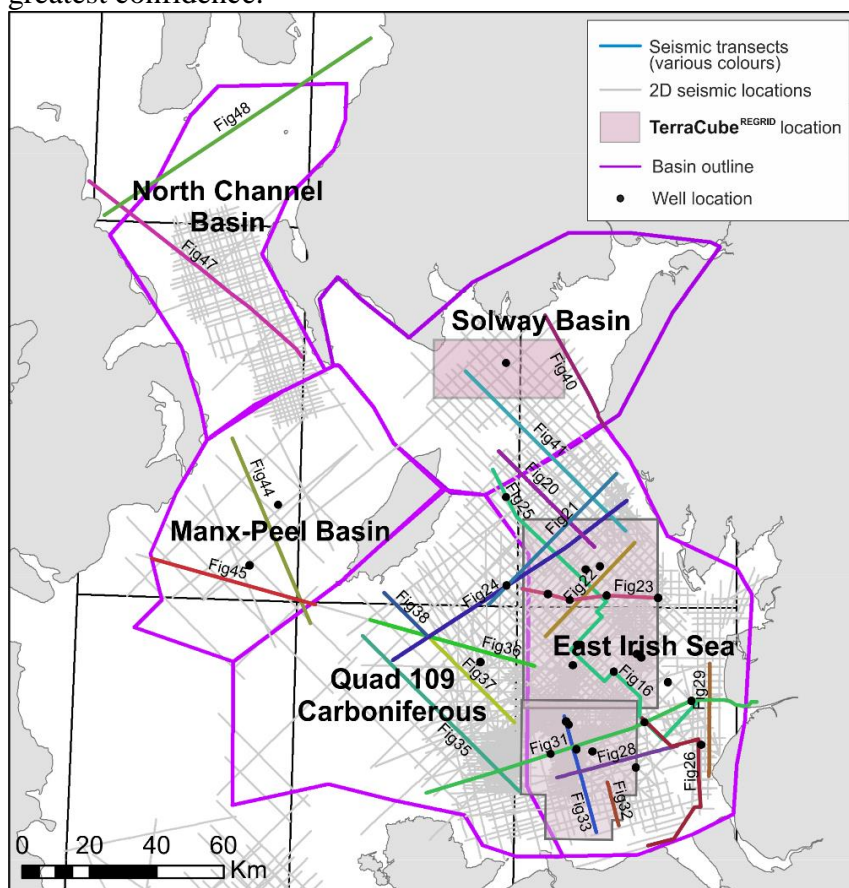 greatest confidence.
Seismic transects
(various colours)
2D seismic locations
TerraCubeREGRID location
Basin outline
Well location
Fig48
North Channel
Basin
Fig47
Solway Basin
Fig40
Fig41
Fig44
Fig20
Fig25
Fig21
Manx-Peel Basin
Fig45
Fig24
Fig22
Fig23
Fig38
Fig36
East Irish Sea
Fig37
Quad 109
Carboniferous
Fig16
Fig29
Fig35
Fig31
Fig28
Fig26
Fig33
Fig32
0 20 40 60
Km